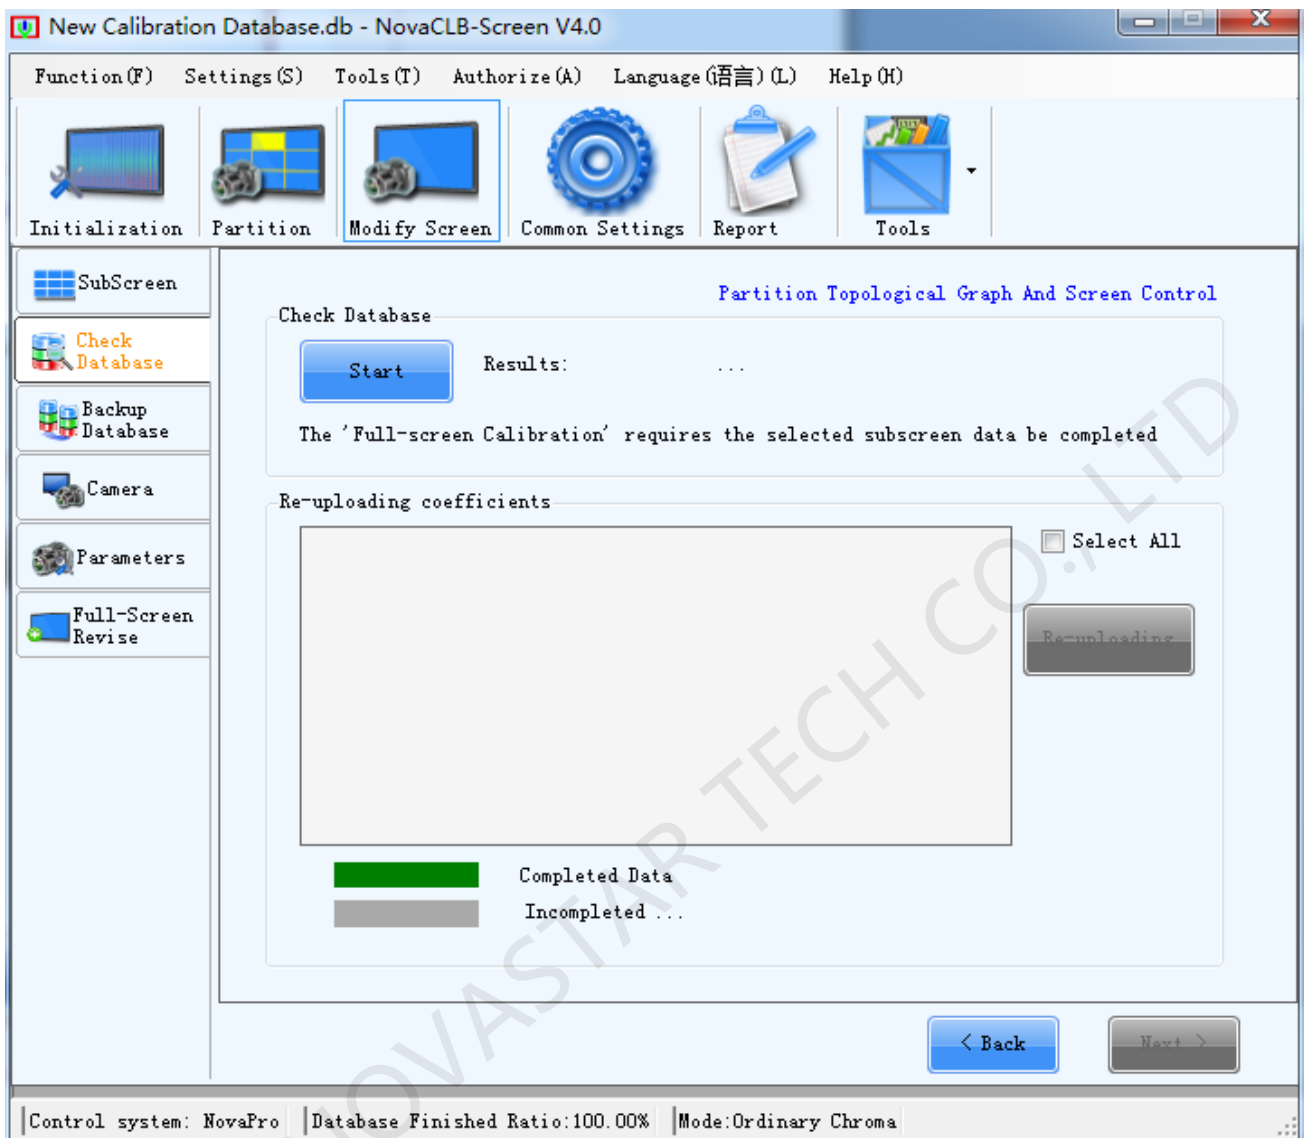 New Calibration Database.db - NovaCLB-Screen V4.0
Function(F) Settings(S) Tools(T) Authorize(A) Language(语言)(L) Help(H)
Initialization Partition Modify Screen Common Settings Report Tools
SubScreen
Check
Database
Backup
Database
Camera
Parameters
Full-Screen
Revise
Partition Topological Graph And Screen Control
Check Database
Start Results: ...
The 'Full-screen Calibration' requires the selected subscreen data be completed
Re-uploading coefficients
Select All
Re-uploading
Completed Data
Incompleted ...
< Back Next >
Control system: NovaPro Database Finished Ratio:100.00% Mode:Ordinary Chroma
NOVASTAR TECH CO., LTD